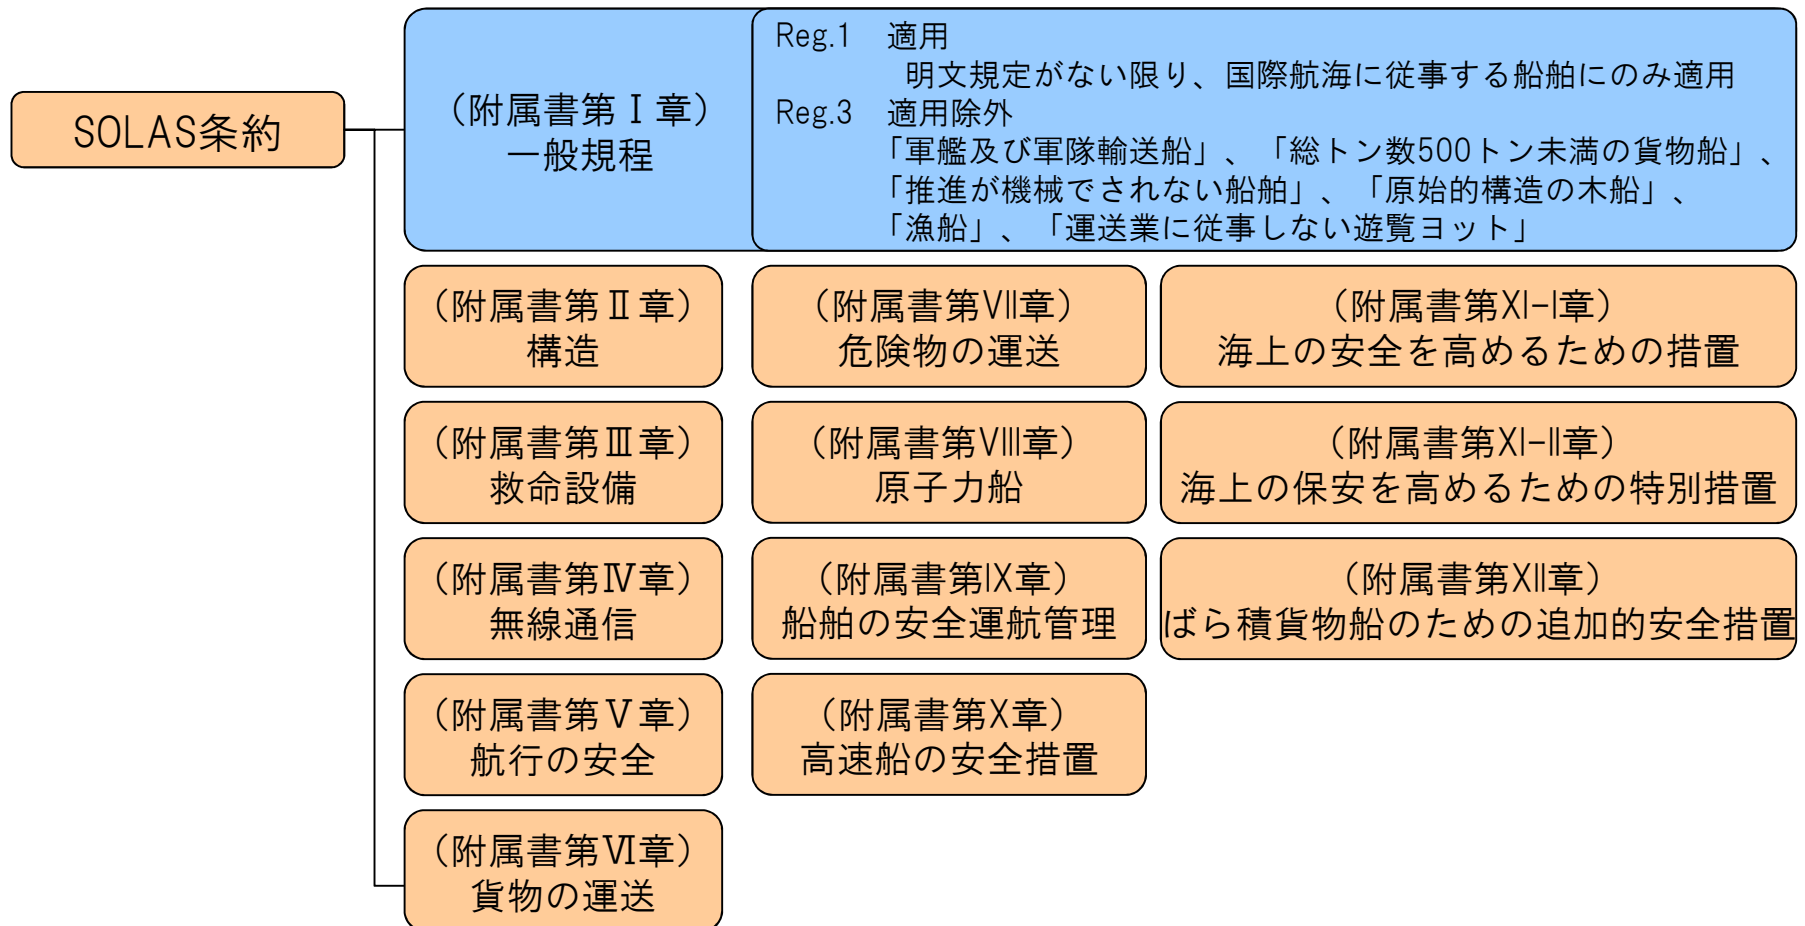 SOLAS条約
（附属書第Ⅰ章）
一般規程
Reg.1　適用
明文規定がない限り、国際航海に従事する船舶にのみ適用
Reg.3　適用除外
「軍艦及び軍隊輸送船」、「総トン数500トン未満の貨物船」、
「推進が機械でされない船舶」、「原始的構造の木船」、
「漁船」、「運送業に従事しない遊覧ヨット」
（附属書第Ⅱ章）
構造
（附属書第Ⅲ章）
救命設備
（附属書第Ⅳ章）
無線通信
（附属書第Ⅴ章）
航行の安全
（附属書第Ⅵ章）
貨物の運送
（附属書第VII章）
危険物の運送
（附属書第VIII章）
原子力船
（附属書第IX章）
船舶の安全運航管理
（附属書第X章）
高速船の安全措置
（附属書第XI-I章）
海上の安全を高めるための措置
（附属書第XI-II章）
海上の保安を高めるための特別措置
（附属書第XII章）
ばら積貨物船のための追加的安全措置